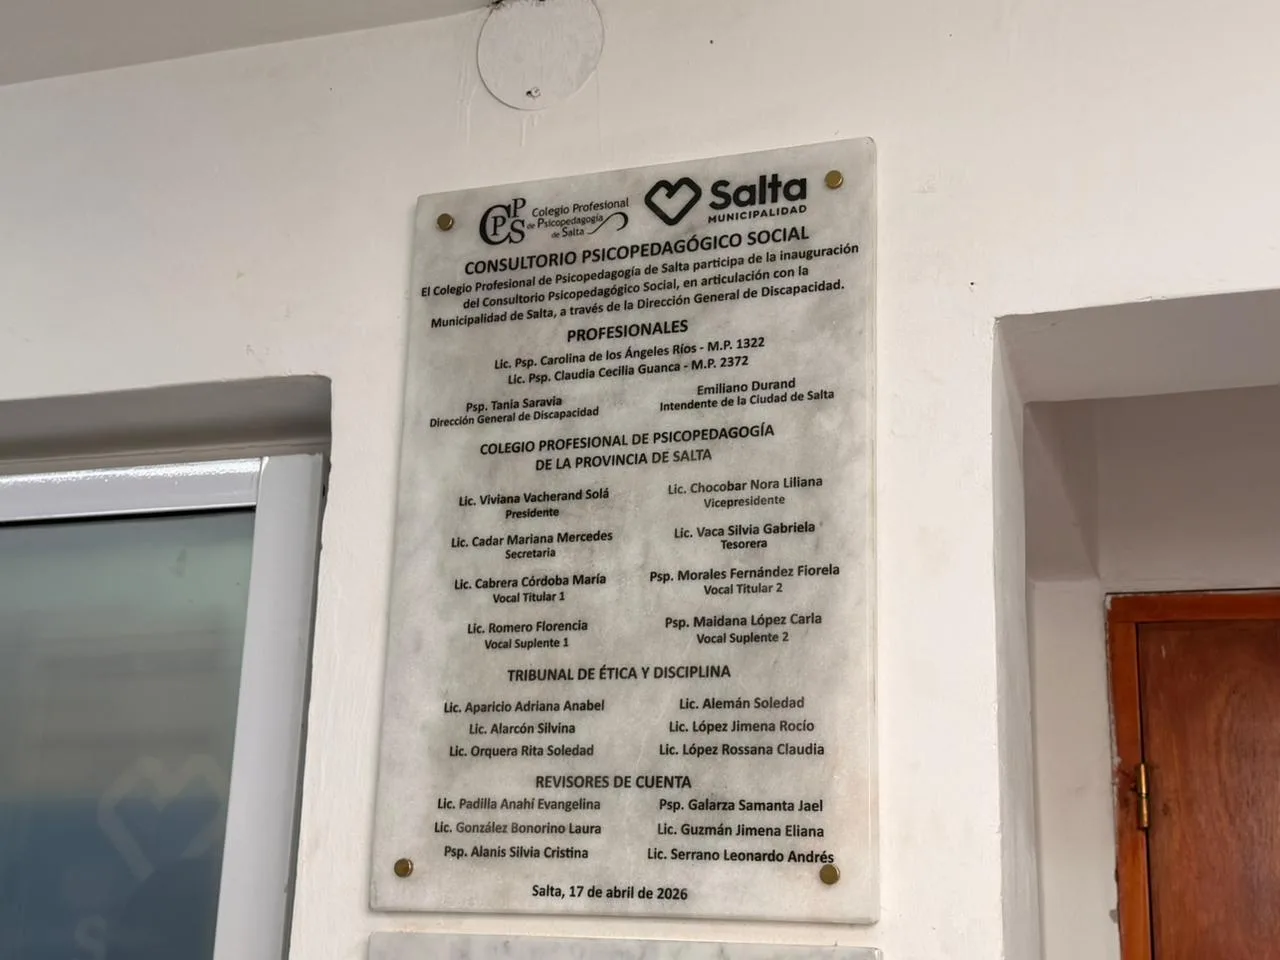 CPPS
Colegio Profesional
de Psicopedagogía
de Salta
Salta
MUNICIPALIDAD
CONSULTORIO PSICOPEDAGÓGICO SOCIAL
El Colegio Profesional de Psicopedagogía de Salta participa de la inauguración
del Consultorio Psicopedagógico Social, en articulación con la
Municipalidad de Salta, a través de la Dirección General de Discapacidad.
PROFESIONALES
Lic. Psp. Carolina de los Ángeles Ríos - M.P. 1322
Lic. Psp. Claudia Cecilia Guanca - M.P. 2372
Psp. Tania Saravia
Dirección General de Discapacidad
Emiliano Durand
Intendente de la Ciudad de Salta
COLEGIO PROFESIONAL DE PSICOPEDAGOGÍA
DE LA PROVINCIA DE SALTA
Lic. Viviana Vacherand Solá
Presidente
Lic. Chocobar Nora Liliana
Vicepresidente
Lic. Cadar Mariana Mercedes
Secretaria
Lic. Vaca Silvia Gabriela
Tesorera
Lic. Cabrera Córdoba María
Vocal Titular 1
Psp. Morales Fernández Fiorela
Vocal Titular 2
Lic. Romero Florencia
Vocal Suplente 1
Psp. Maidana López Carla
Vocal Suplente 2
TRIBUNAL DE ÉTICA Y DISCIPLINA
Lic. Aparicio Adriana Anabel
Lic. Alemán Soledad
Lic. Alarcón Silvina
Lic. López Jimena Rocío
Lic. Orquera Rita Soledad
Lic. López Rossana Claudia
REVISORES DE CUENTA
Lic. Padilla Anahí Evangelina
Psp. Galarza Samanta Jael
Lic. González Bonorino Laura
Lic. Guzmán Jimena Eliana
Psp. Alanis Silvia Cristina
Lic. Serrano Leonardo Andrés
Salta, 17 de abril de 2026